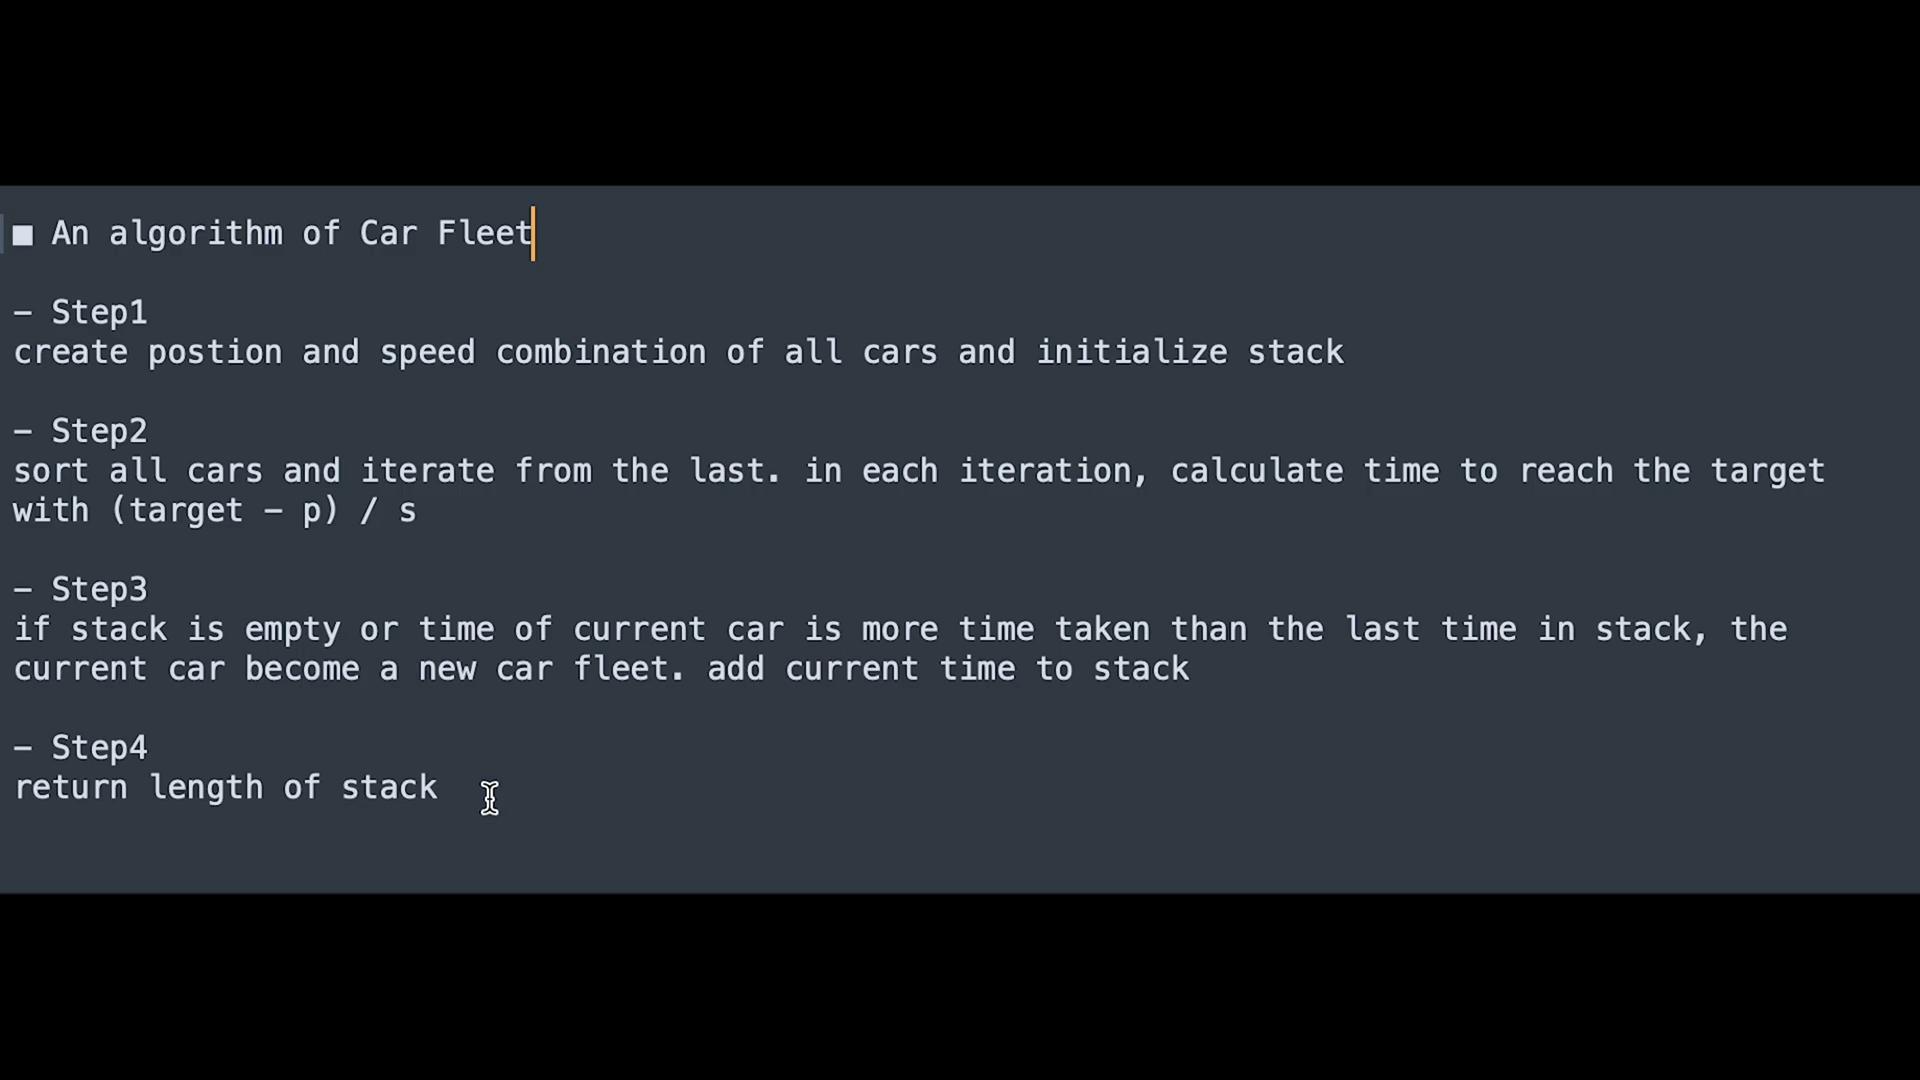 ■ An algorithm of Car Fleet
- Step1
create postion and speed combination of all cars and initialize stack
- Step2
sort all cars and iterate from the last. in each iteration, calculate time to reach the target
with (target - p) / s
- Step3
if stack is empty or time of current car is more time taken than the last time in stack, the
current car become a new car fleet. add current time to stack
- Step4
return length of stack